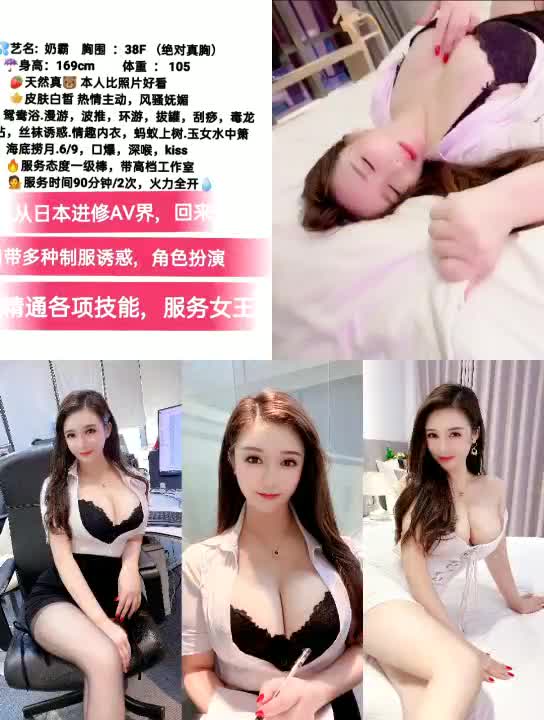 艺名: 奶霸 胸围 : 38F (绝对真胸)
身高: 169cm 体重 : 105
天然真🐻 本人比照片好看
皮肤白皙 热情主动, 风骚妩媚
鸳鸯浴.漫游, 波推, 环游, 拔罐, 刮痧, 毒龙
丝袜诱惑.情趣内衣, 蚂蚁上树.玉女水中箫
海底捞月.6/9, 口爆, 深喉, kiss
🔥服务态度一级棒, 带高档工作室
服务时间90分钟/2次, 火力全开💧
从日本进修AV界, 回来
带多种制服诱惑, 角色扮演
精通各项技能, 服务女王